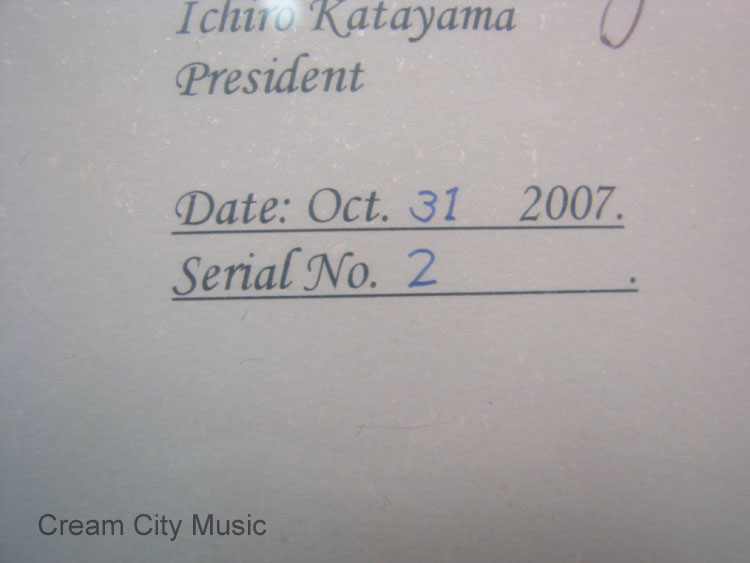 Ichiro Katayama
President
Date: Oct. 31 2007.
Serial No. 2 .
Cream City Music